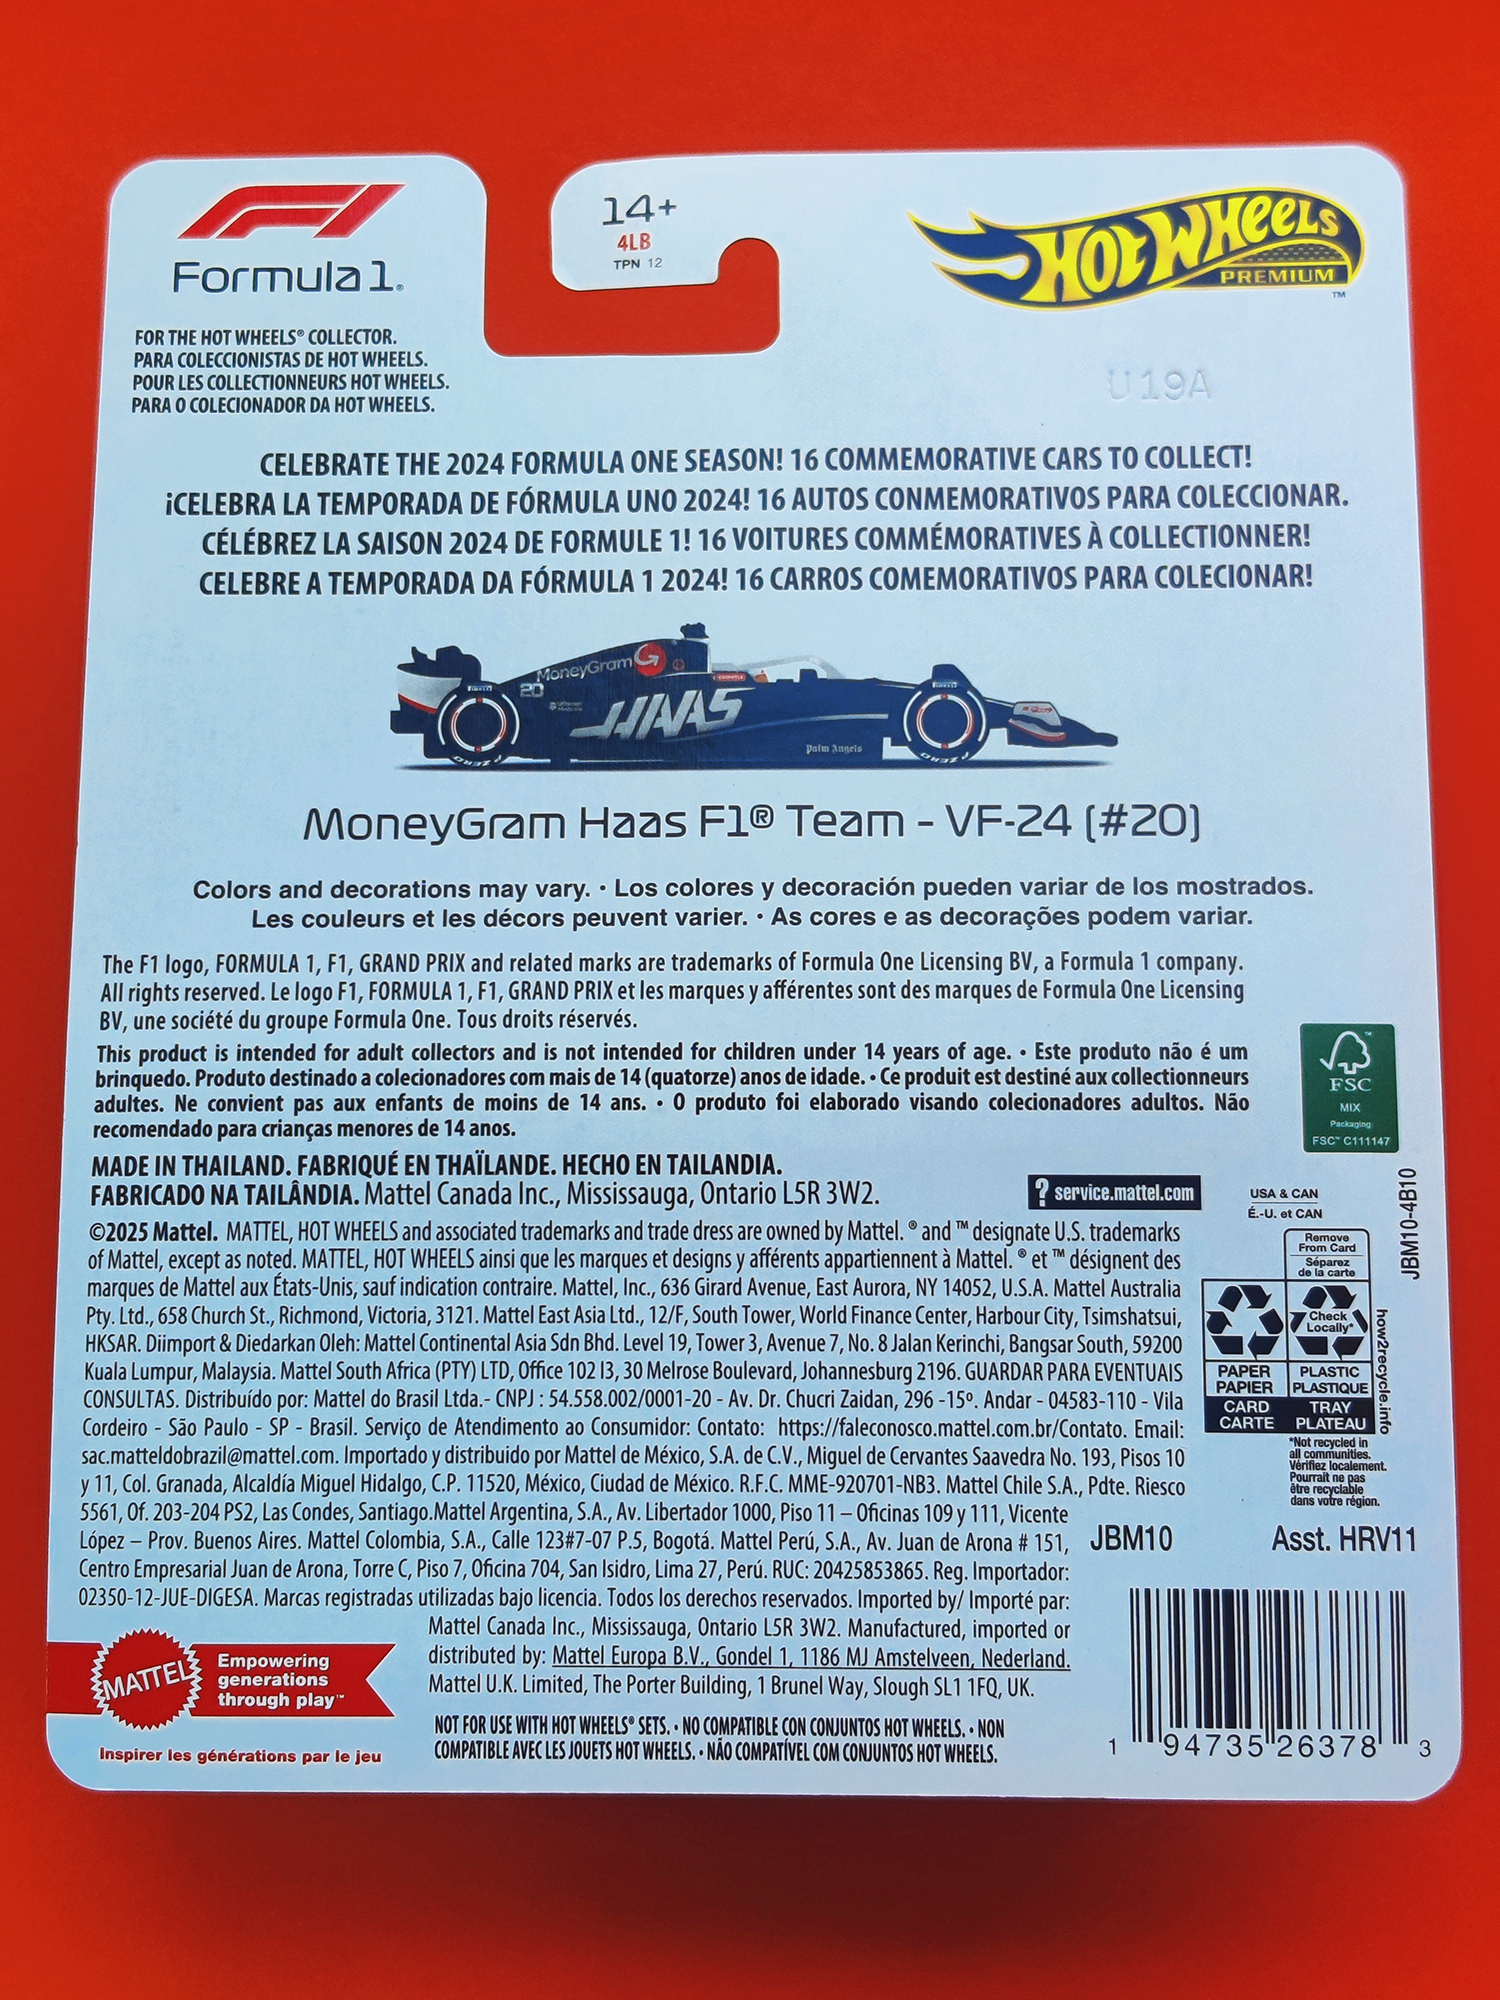 Formula 1®
14+
4LB
TPN 12
HOT WHEELS
PREMIUM
™
FOR THE HOT WHEELS® COLLECTOR.
PARA COLECCIONISTAS DE HOT WHEELS.
POUR LES COLLECTIONNEURS HOT WHEELS.
PARA O COLECIONADOR DA HOT WHEELS.
U19A
CELEBRATE THE 2024 FORMULA ONE SEASON! 16 COMMEMORATIVE CARS TO COLLECT!
¡CELEBRA LA TEMPORADA DE FÓRMULA UNO 2024! 16 AUTOS CONMEMORATIVOS PARA COLECCIONAR.
CÉLÉBREZ LA SAISON 2024 DE FORMULE 1! 16 VOITURES COMMÉMORATIVES À COLLECTIONNER!
CELEBRE A TEMPORADA DA FÓRMULA 1 2024! 16 CARROS COMEMORATIVOS PARA COLECIONAR!
MoneyGram
20
HAAS
Palm Angels
PIRELLI
PIRELLI
P ZERO
P ZERO
MoneyGram Haas F1® Team - VF-24 (#20)
Colors and decorations may vary. • Los colores y decoración pueden variar de los mostrados.
Les couleurs et les décors peuvent varier. • As cores e as decorações podem variar.
The F1 logo, FORMULA 1, F1, GRAND PRIX and related marks are trademarks of Formula One Licensing BV, a Formula 1 company.
All rights reserved. Le logo F1, FORMULA 1, F1, GRAND PRIX et les marques y afférentes sont des marques de Formula One Licensing
BV, une société du groupe Formula One. Tous droits réservés.
This product is intended for adult collectors and is not intended for children under 14 years of age. • Este produto não é um
brinquedo. Produto destinado a colecionadores com mais de 14 (quatorze) anos de idade. • Ce produit est destiné aux collectionneurs
adultes. Ne convient pas aux enfants de moins de 14 ans. • O produto foi elaborado visando colecionadores adultos. Não
recomendado para crianças menores de 14 anos.
FSC
MIX
Packaging
FSC™ C111147
MADE IN THAILAND. FABRIQUÉ EN THAÏLANDE. HECHO EN TAILANDIA.
FABRICADO NA TAILÂNDIA. Mattel Canada Inc., Mississauga, Ontario L5R 3W2.
? service.mattel.com
©2025 Mattel. MATTEL, HOT WHEELS and associated trademarks and trade dress are owned by Mattel. ® and ™ designate U.S. trademarks
of Mattel, except as noted. MATTEL, HOT WHEELS ainsi que les marques et designs y afférents appartiennent à Mattel. ® et ™ désignent des
marques de Mattel aux États-Unis, sauf indication contraire. Mattel, Inc., 636 Girard Avenue, East Aurora, NY 14052, U.S.A. Mattel Australia
Pty. Ltd., 658 Church St., Richmond, Victoria, 3121. Mattel East Asia Ltd., 12/F, South Tower, World Finance Center, Harbour City, Tsimshatsui,
HKSAR. Diimport & Diedarkan Oleh: Mattel Continental Asia Sdn Bhd. Level 19, Tower 3, Avenue 7, No. 8 Jalan Kerinchi, Bangsar South, 59200
Kuala Lumpur, Malaysia. Mattel South Africa (PTY) LTD, Office 102 I3, 30 Melrose Boulevard, Johannesburg 2196. GUARDAR PARA EVENTUAIS
CONSULTAS. Distribuído por: Mattel do Brasil Ltda.- CNPJ : 54.558.002/0001-20 - Av. Dr. Chucri Zaidan, 296 -15º. Andar - 04583-110 - Vila
Cordeiro - São Paulo - SP - Brasil. Serviço de Atendimento ao Consumidor: Contato: https://faleconosco.mattel.com.br/Contato. Email:
sac.matteldobrazil@mattel.com. Importado y distribuido por Mattel de México, S.A. de C.V., Miguel de Cervantes Saavedra No. 193, Pisos 10
y 11, Col. Granada, Alcaldía Miguel Hidalgo, C.P. 11520, México, Ciudad de México. R.F.C. MME-920701-NB3. Mattel Chile S.A., Pdte. Riesco
5561, Of. 203-204 PS2, Las Condes, Santiago.Mattel Argentina, S.A., Av. Libertador 1000, Piso 11 – Oficinas 109 y 111, Vicente
López – Prov. Buenos Aires. Mattel Colombia, S.A., Calle 123#7-07 P.5, Bogotá. Mattel Perú, S.A., Av. Juan de Arona # 151,
Centro Empresarial Juan de Arona, Torre C, Piso 7, Oficina 704, San Isidro, Lima 27, Perú. RUC: 20425853865. Reg. Importador:
02350-12-JUE-DIGESA. Marcas registradas utilizadas bajo licencia. Todos los derechos reservados. Imported by/ Importé par:
Mattel Canada Inc., Mississauga, Ontario L5R 3W2. Manufactured, imported or
distributed by: Mattel Europa B.V., Gondel 1, 1186 MJ Amstelveen, Nederland.
Mattel U.K. Limited, The Porter Building, 1 Brunel Way, Slough SL1 1FQ, UK.
NOT FOR USE WITH HOT WHEELS® SETS. • NO COMPATIBLE CON CONJUNTOS HOT WHEELS. • NON
COMPATIBLE AVEC LES JOUETS HOT WHEELS. • NÃO COMPATÍVEL COM CONJUNTOS HOT WHEELS.
MATTEL
Empowering
generations
through play™
Inspirer les générations par le jeu
USA & CAN
É.-U. et CAN
Remove
From Card
Séparez
de la carte
Check
Locally*
PAPER
PAPIER
PLASTIC
PLASTIQUE
CARD
CARTE
TRAY
PLATEAU
how2recycle.info
*Not recycled in
all communities.
Vérifiez localement.
Pourrait ne pas
être recyclable
dans votre région.
JBM10-4B10
JBM10
Asst. HRV11
1 94735 26378 3